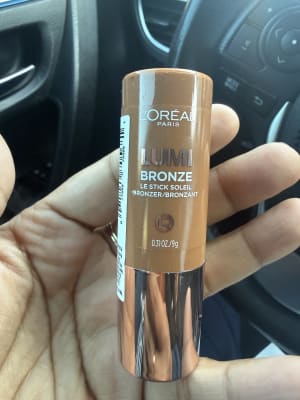 L'ORÉAL
PARIS
LUMI
BRONZE
LE STICK SOLEIL
BRONZER/BRONZANT
0.31 OZ./9g